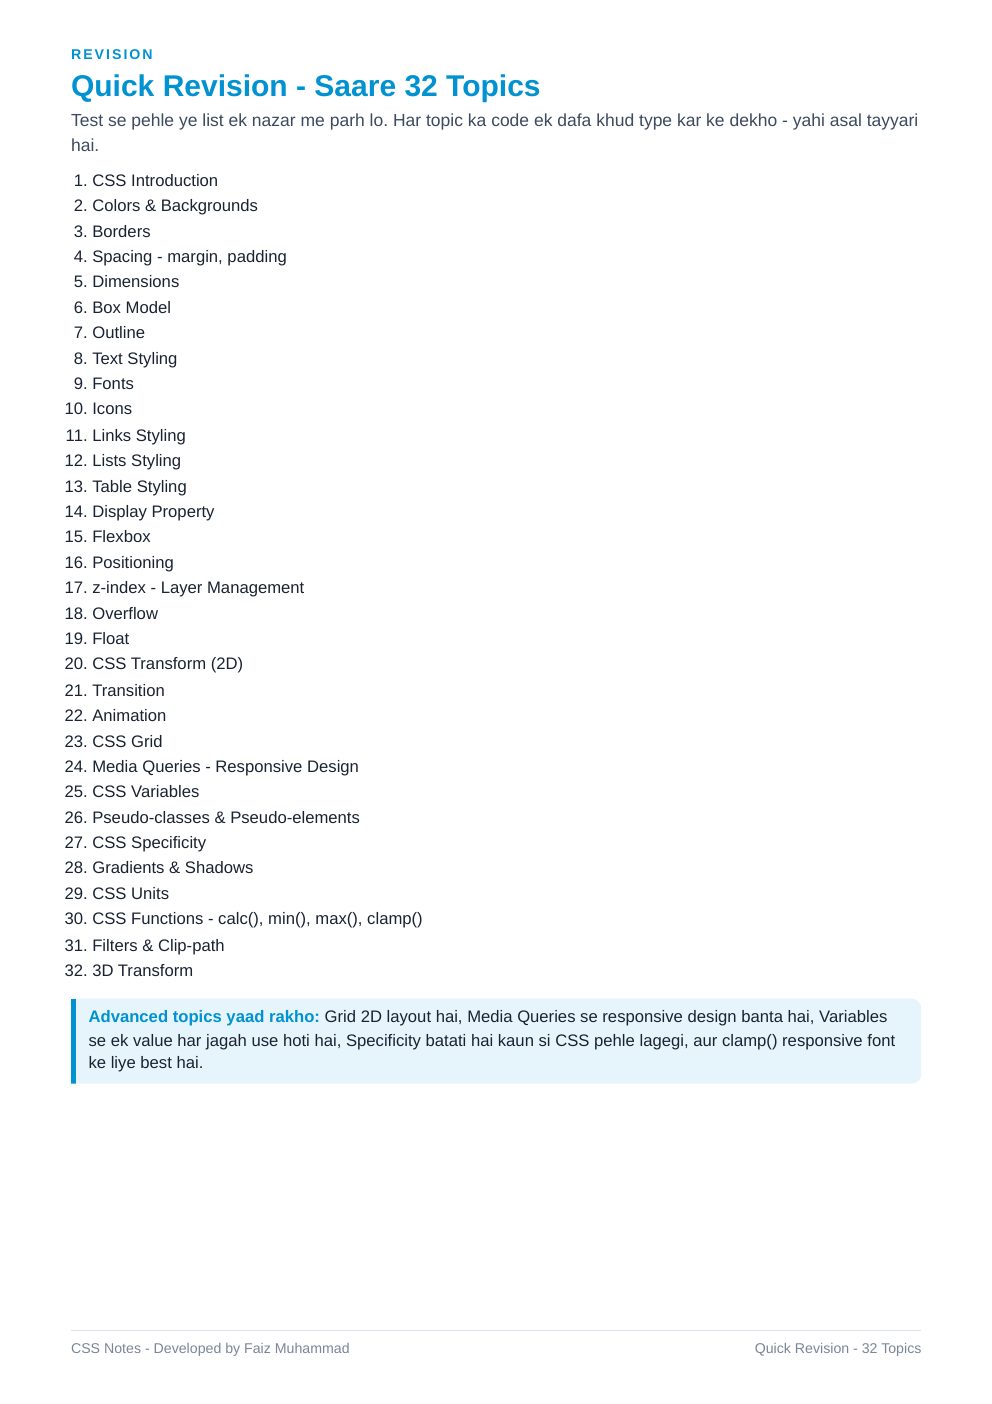 REVISION
Quick Revision - Saare 32 Topics
Test se pehle ye list ek nazar me parh lo. Har topic ka code ek dafa khud type kar ke dekho - yahi asal tayyari
hai.
1. CSS Introduction
2. Colors & Backgrounds
3. Borders
4. Spacing - margin, padding
5. Dimensions
6. Box Model
7. Outline
8. Text Styling
9. Fonts
10. Icons
11. Links Styling
12. Lists Styling
13. Table Styling
14. Display Property
15. Flexbox
16. Positioning
17. z-index - Layer Management
18. Overflow
19. Float
20. CSS Transform (2D)
21. Transition
22. Animation
23. CSS Grid
24. Media Queries - Responsive Design
25. CSS Variables
26. Pseudo-classes & Pseudo-elements
27. CSS Specificity
28. Gradients & Shadows
29. CSS Units
30. CSS Functions - calc(), min(), max(), clamp()
31. Filters & Clip-path
32. 3D Transform
Advanced topics yaad rakho: Grid 2D layout hai, Media Queries se responsive design banta hai, Variables
se ek value har jagah use hoti hai, Specificity batati hai kaun si CSS pehle lagegi, aur clamp() responsive font
ke liye best hai.
CSS Notes - Developed by Faiz Muhammad
Quick Revision - 32 Topics